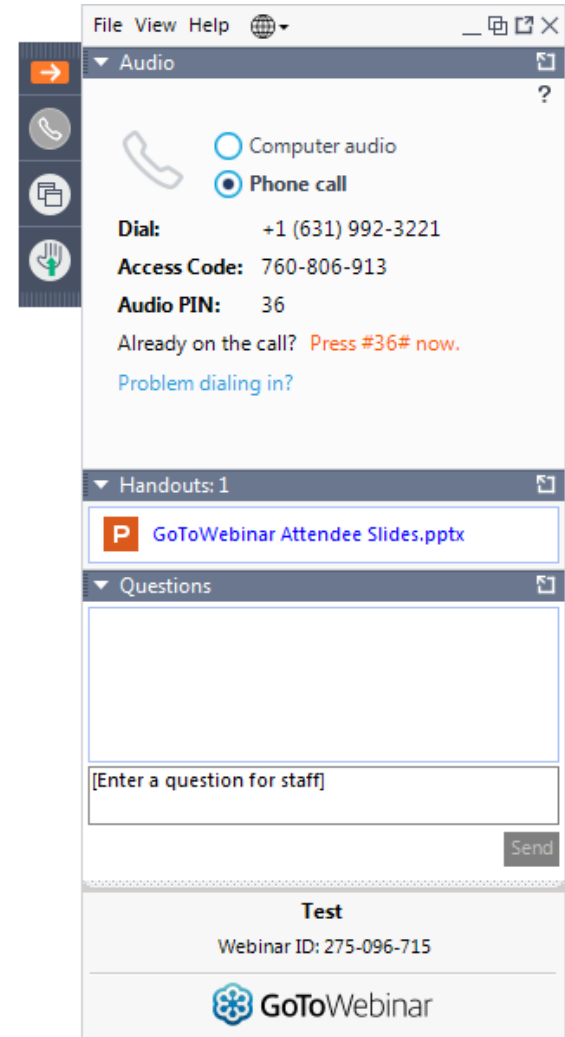 File View Help
Audio
?
Computer audio
Phone call
Dial: +1 (631) 992-3221
Access Code: 760-806-913
Audio PIN: 36
Already on the call? Press #36# now.
Problem dialing in?
Handouts: 1
P GoToWebinar Attendee Slides.pptx
Questions
[Enter a question for staff]
Send
Test
Webinar ID: 275-096-715
GoToWebinar